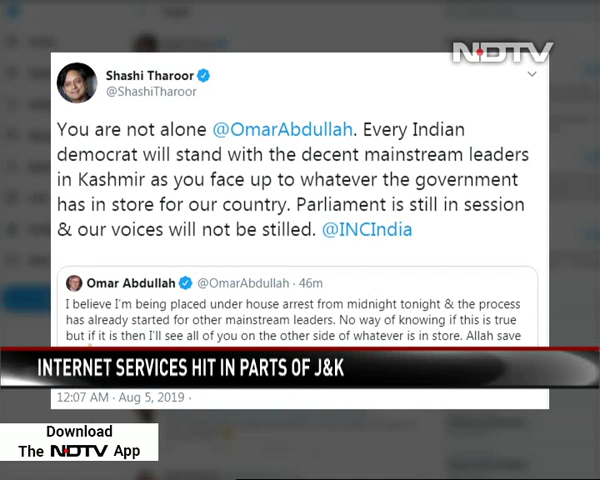 NDTV
Shashi Tharoor
@ShashiTharoor
You are not alone @OmarAbdullah. Every Indian
democrat will stand with the decent mainstream leaders
in Kashmir as you face up to whatever the government
has in store for our country. Parliament is still in session
& our voices will not be stilled. @INCIndia
Omar Abdullah @OmarAbdullah · 46m
I believe I'm being placed under house arrest from midnight tonight & the process
has already started for other mainstream leaders. No way of knowing if this is true
but if it is then I'll see all of you on the other side of whatever is in store. Allah save
INTERNET SERVICES HIT IN PARTS OF J&K
12:07 AM · Aug 5, 2019 ·
Download
The NDTV App